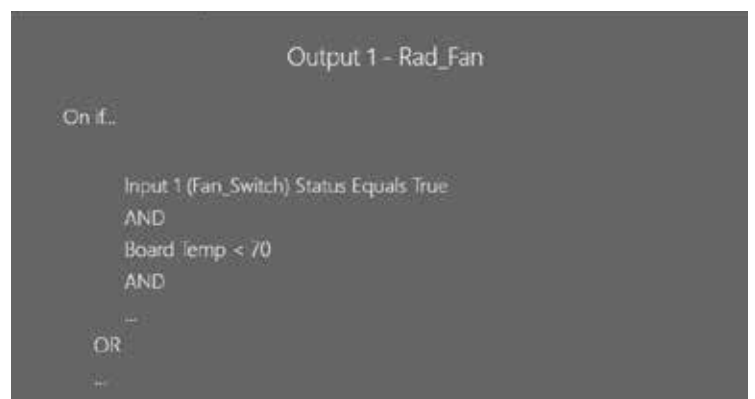 Output 1 - Rad_Fan
On if...
Input 1 (Fan_Switch) Status Equals True
AND
Board Temp < 70
AND
...
OR
...